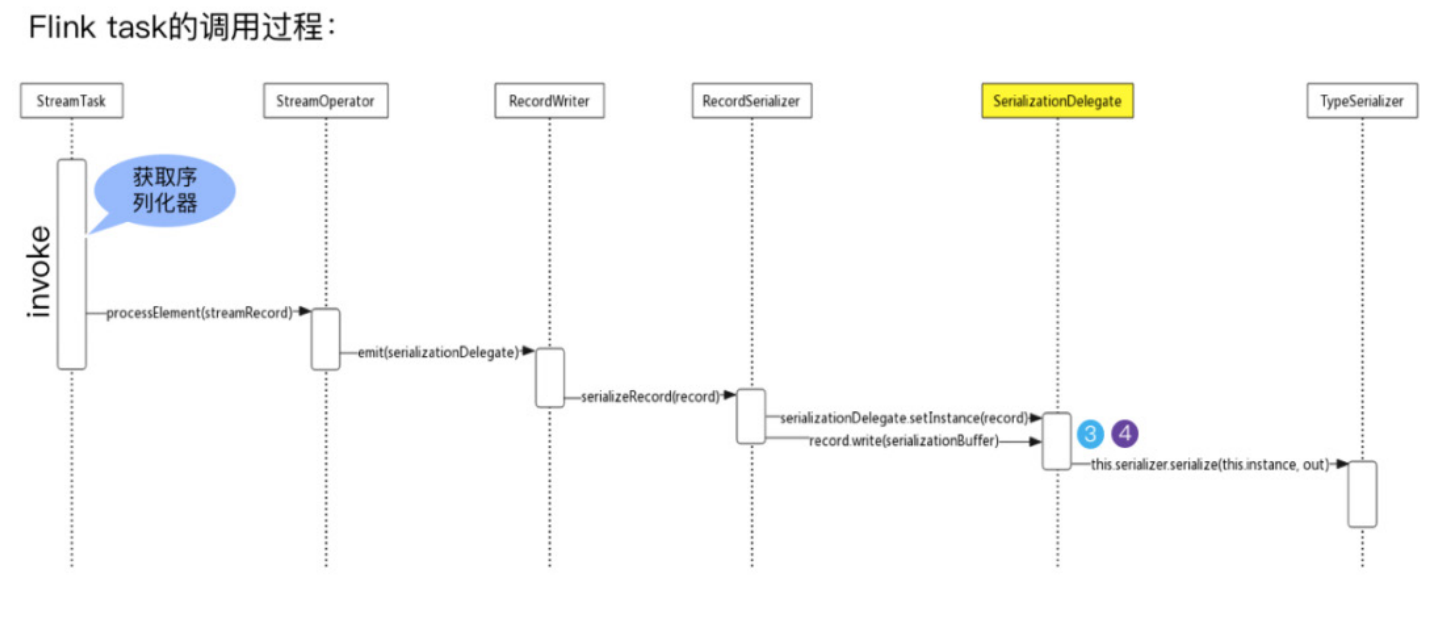 Flink task的调用过程：
StreamTask
StreamOperator
RecordWriter
RecordSerializer
SerializationDelegate
TypeSerializer
获取序
列化器
invoke
processElement(streamRecord)
emit(serializationDelegate)
serializeRecord(record)
serializationDelegate.setInstance(record)
record.write(serializationBuffer)
3 4
this.serializer.serialize(this.instance, out)